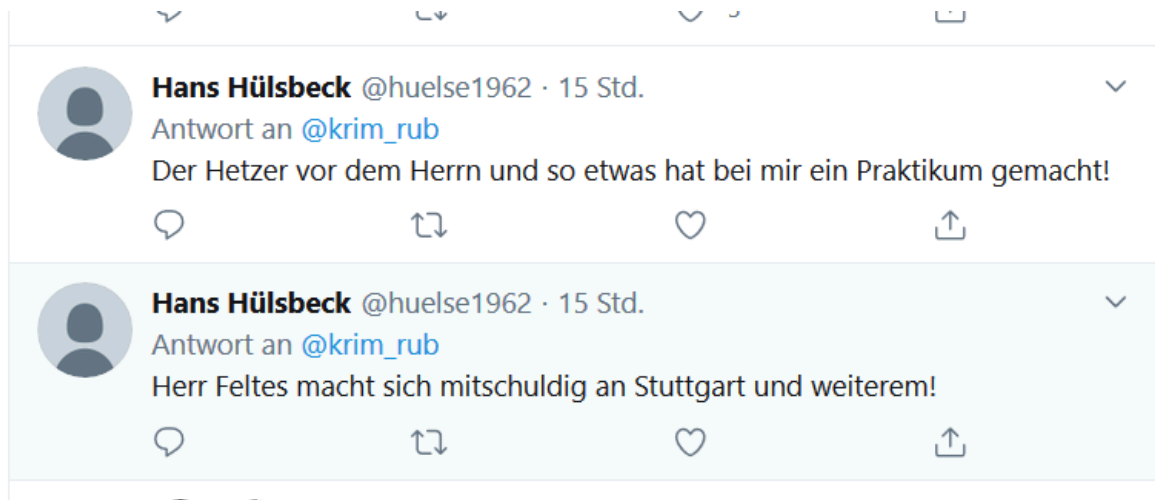 Hans Hülsbeck @huelse1962 · 15 Std.
Antwort an @krim_rub
Der Hetzer vor dem Herrn und so etwas hat bei mir ein Praktikum gemacht!
Hans Hülsbeck @huelse1962 · 15 Std.
Antwort an @krim_rub
Herr Feltes macht sich mitschuldig an Stuttgart und weiterem!